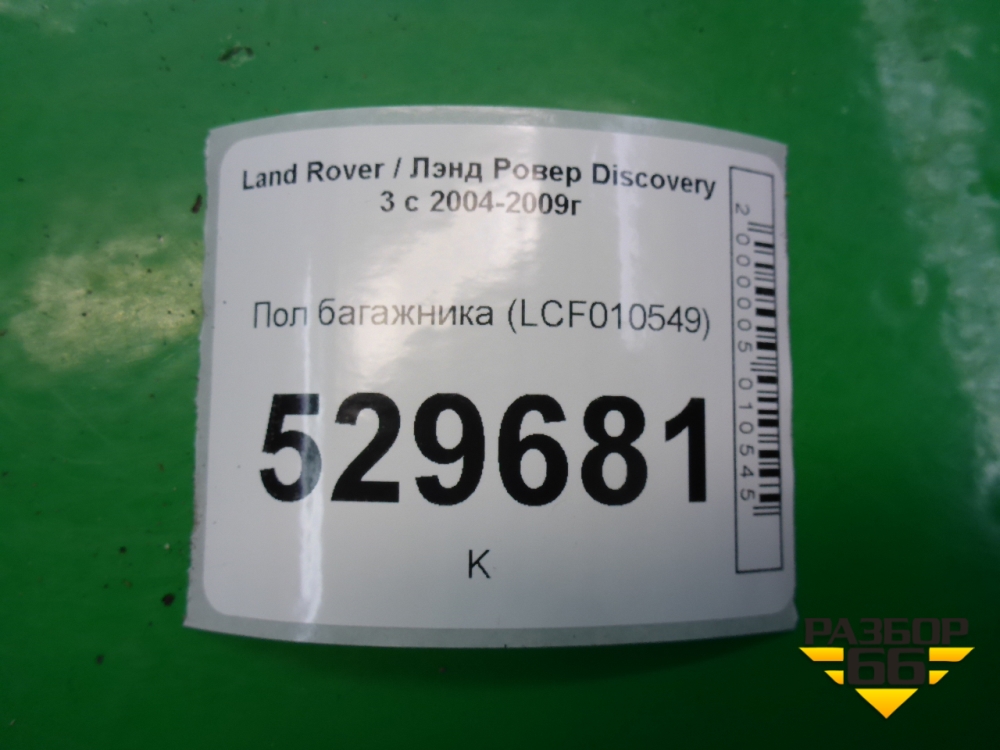 Land Rover / Лэнд Ровер Discovery
3 с 2004-2009г
Пол багажника (LCF010549)
529681
К
2000005010545
РАЗБОР
66